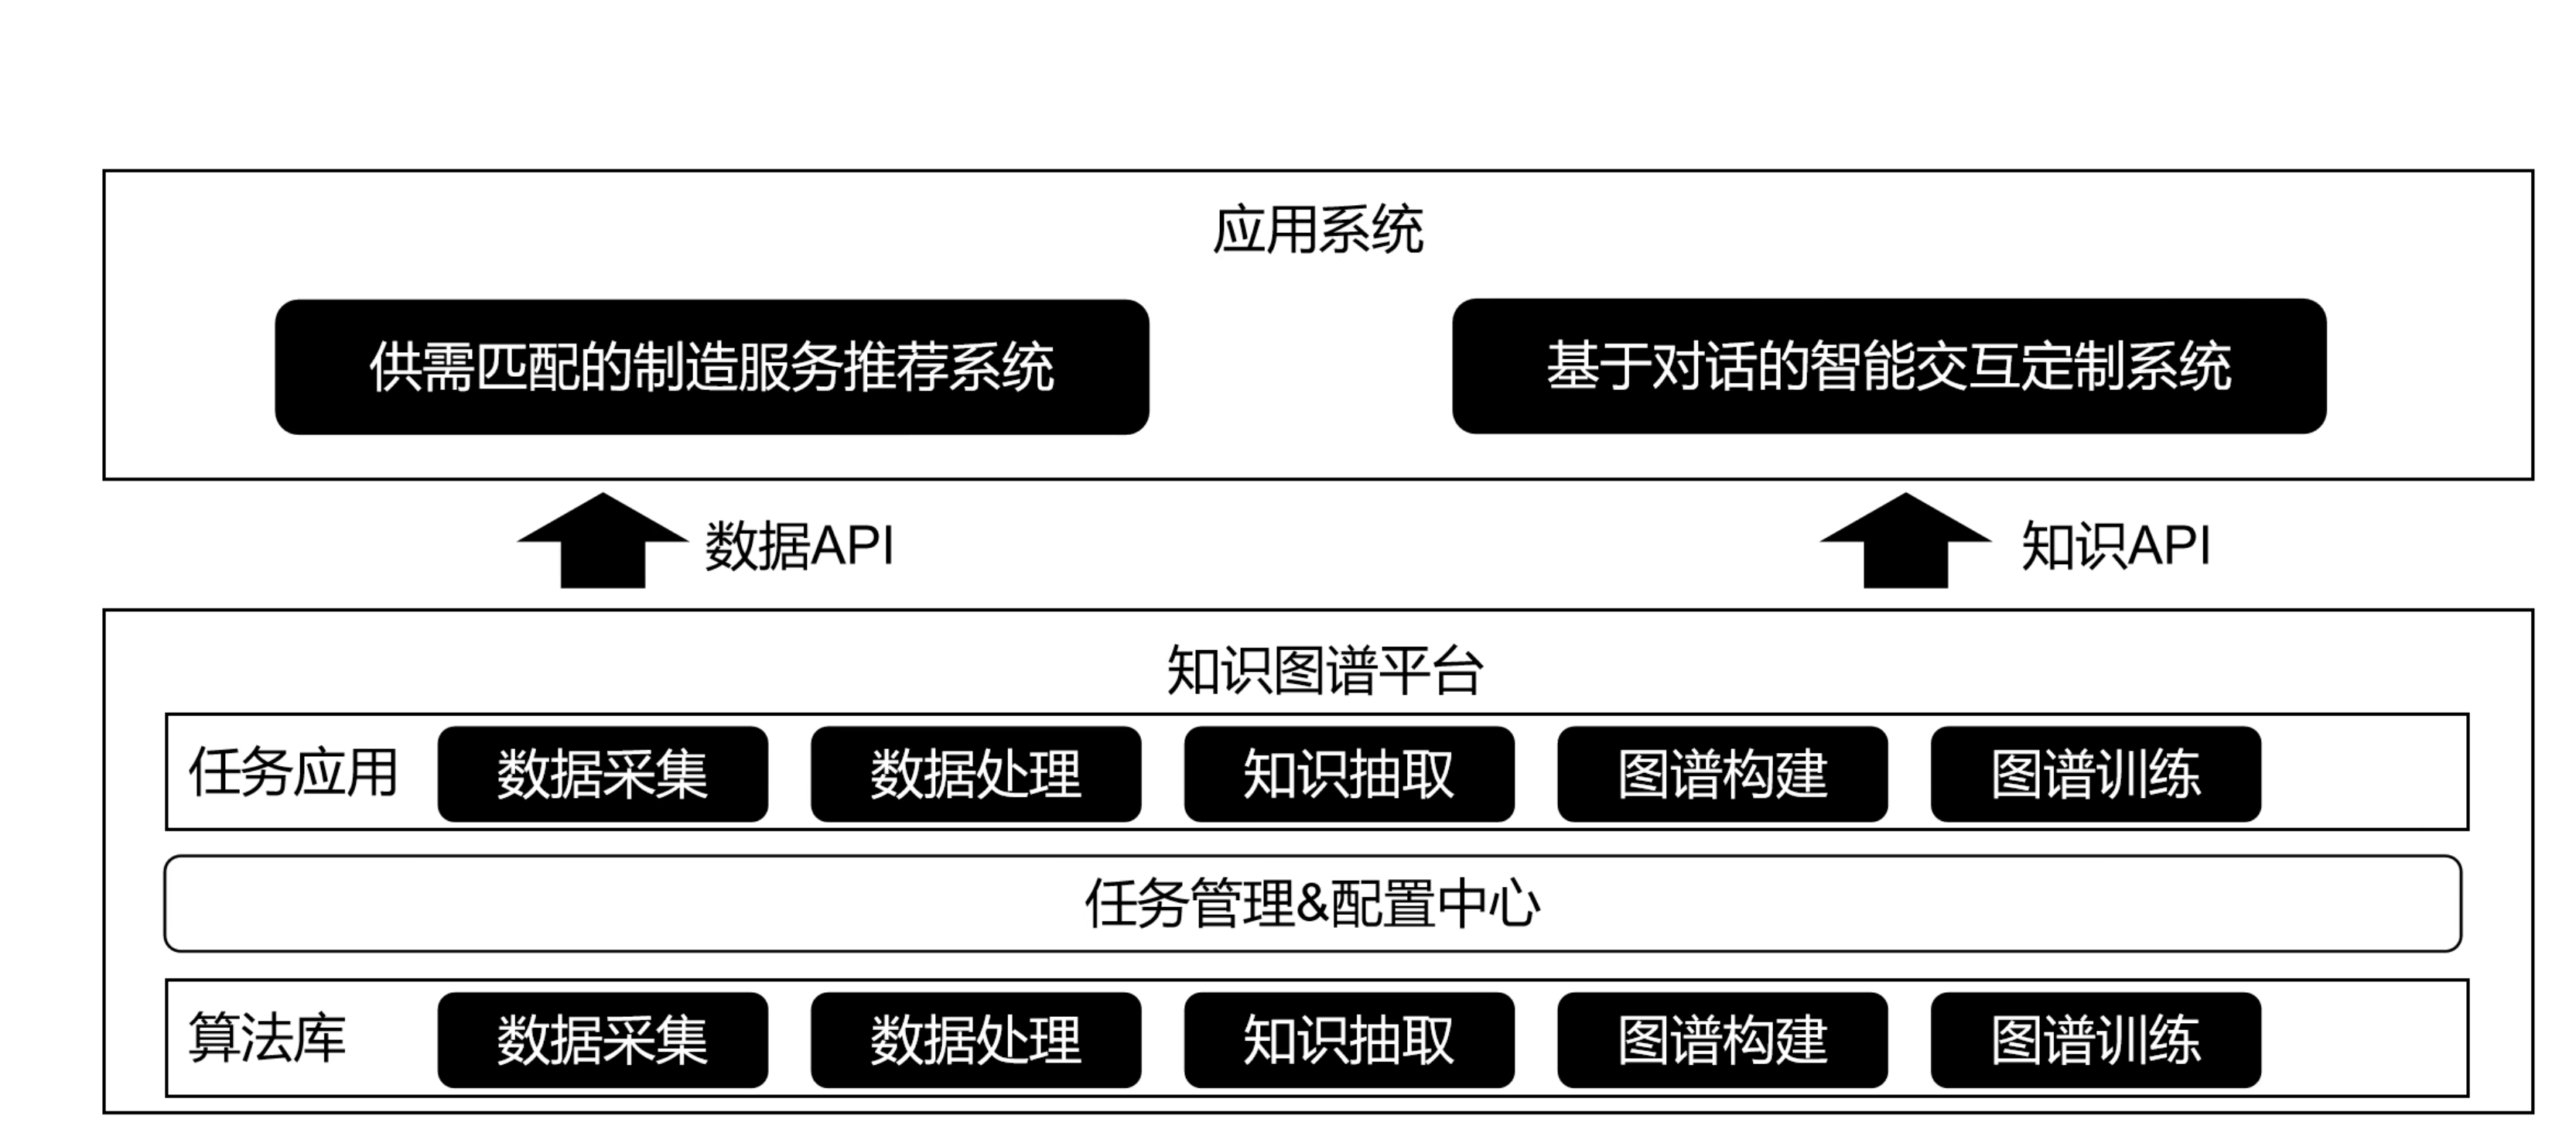 应用系统
供需匹配的制造服务推荐系统
基于对话的智能交互定制系统
数据API
知识API
知识图谱平台
任务应用
数据采集
数据处理
知识抽取
图谱构建
图谱训练
任务管理&配置中心
算法库
数据采集
数据处理
知识抽取
图谱构建
图谱训练